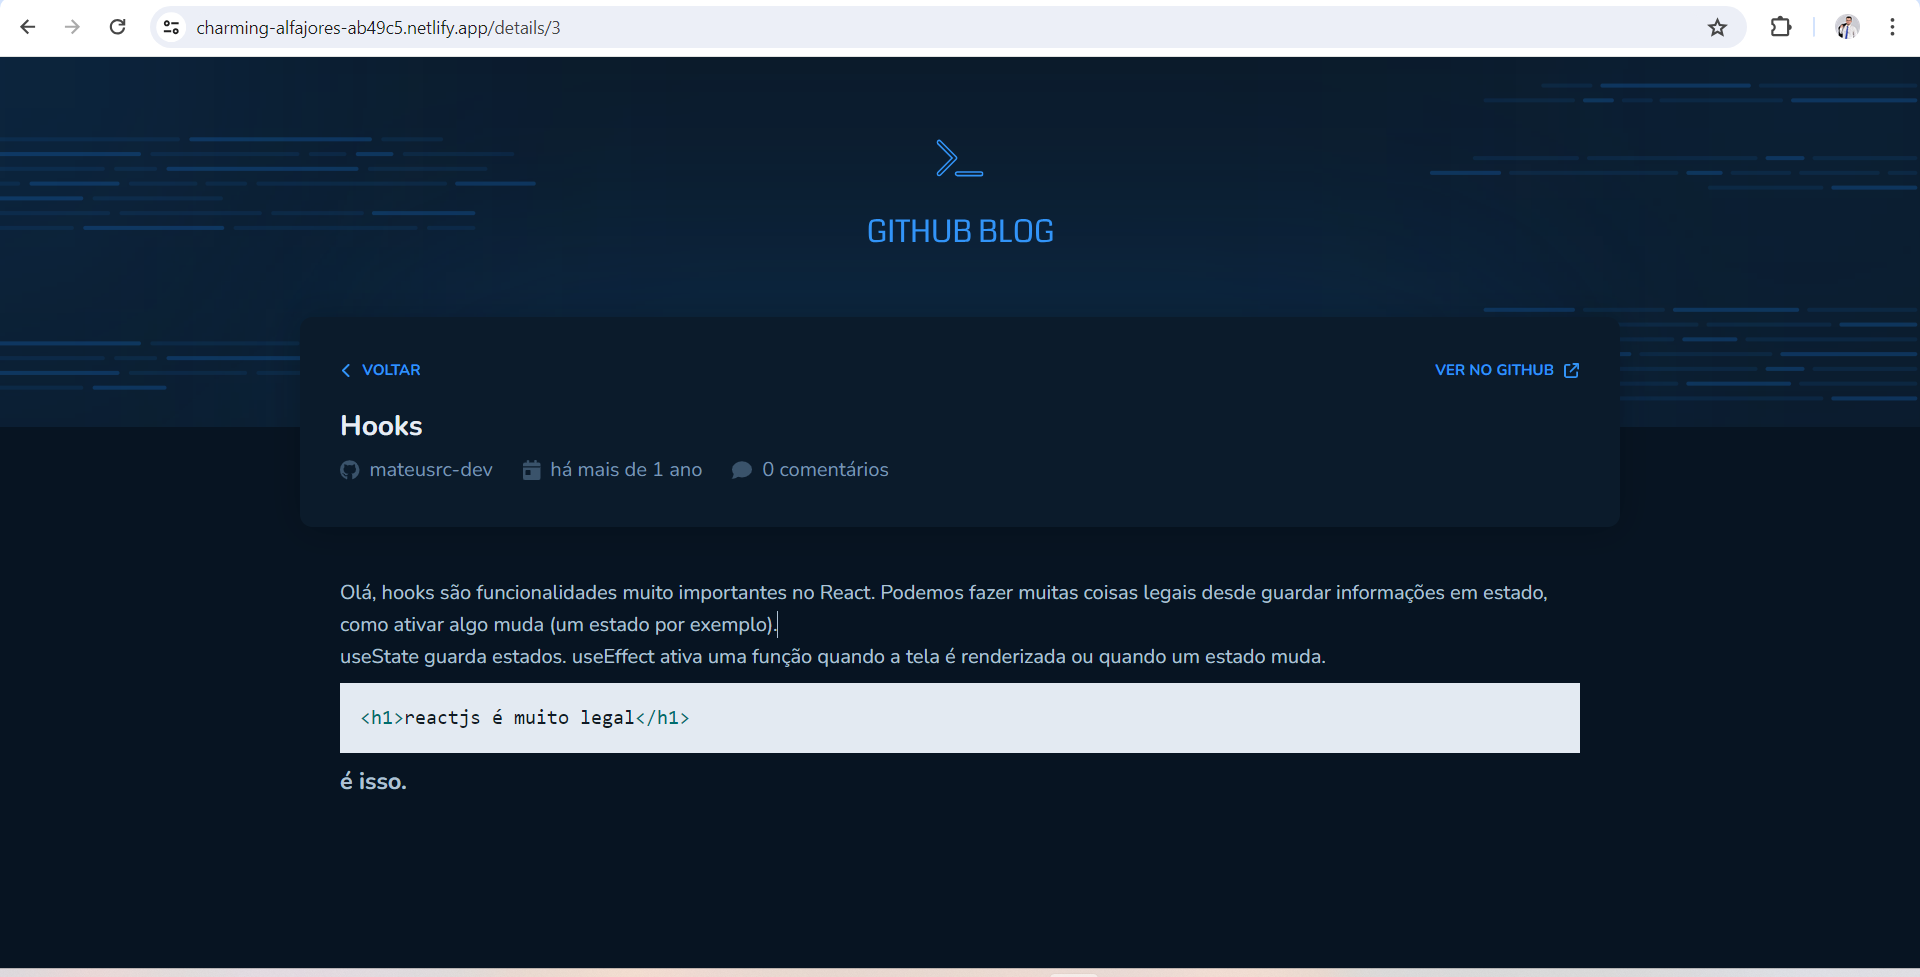 charming-alfajores-ab49c5.netlify.app/details/3
GITHUB BLOG
VOLTAR
VER NO GITHUB
Hooks
mateusrc-dev há mais de 1 ano 0 comentários
Olá, hooks são funcionalidades muito importantes no React. Podemos fazer muitas coisas legais desde guardar informações em estado,
como ativar algo muda (um estado por exemplo).
useState guarda estados. useEffect ativa uma função quando a tela é renderizada ou quando um estado muda.
<h1>reactjs é muito legal</h1>
é isso.